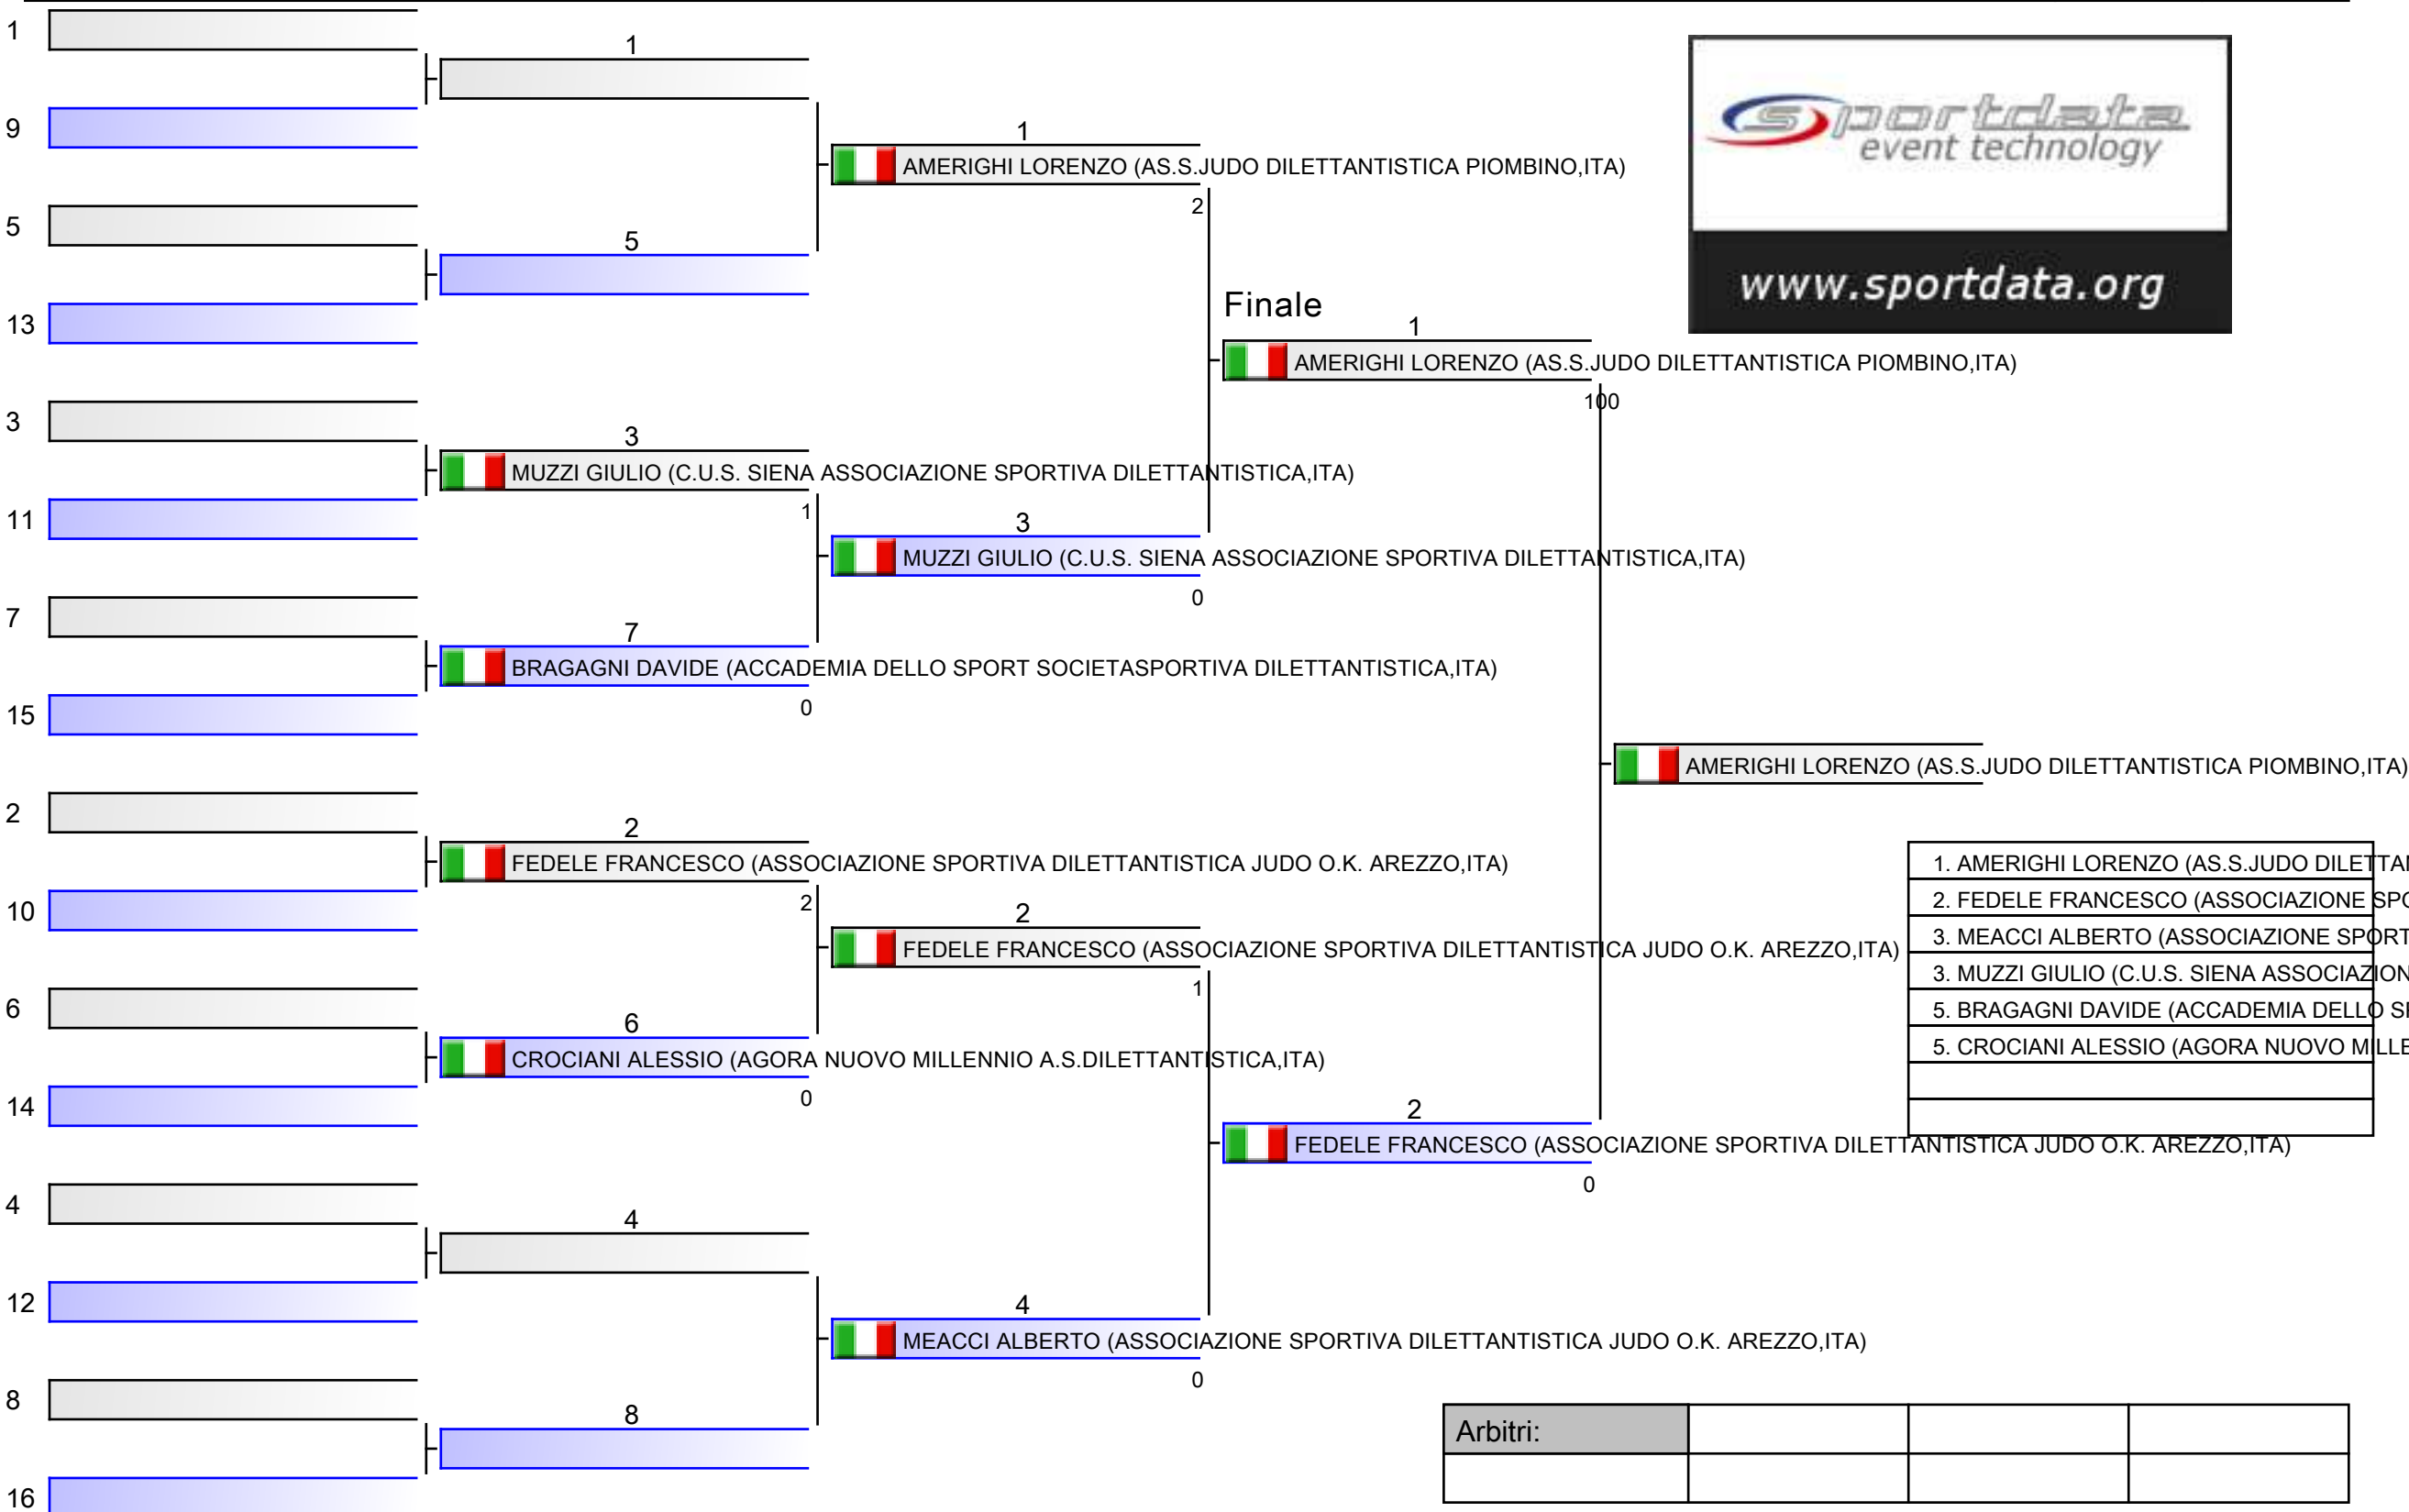 1
9
5
13
3
11
7
15
2
10
6
14
4
12
8
16
1
5
3
MUZZI GIULIO (C.U.S. SIENA ASSOCIAZIONE SPORTIVA DILETTANTISTICA,ITA)
1
7
BRAGAGNI DAVIDE (ACCADEMIA DELLO SPORT SOCIETASPORTIVA DILETTANTISTICA,ITA)
0
2
FEDELE FRANCESCO (ASSOCIAZIONE SPORTIVA DILETTANTISTICA JUDO O.K. AREZZO,ITA)
2
6
CROCIANI ALESSIO (AGORA NUOVO MILLENNIO A.S.DILETTANTISTICA,ITA)
0
4
8
1
AMERIGHI LORENZO (AS.S.JUDO DILETTANTISTICA PIOMBINO,ITA)
2
3
MUZZI GIULIO (C.U.S. SIENA ASSOCIAZIONE SPORTIVA DILETTANTISTICA,ITA)
0
2
FEDELE FRANCESCO (ASSOCIAZIONE SPORTIVA DILETTANTISTICA JUDO O.K. AREZZO,ITA)
1
4
MEACCI ALBERTO (ASSOCIAZIONE SPORTIVA DILETTANTISTICA JUDO O.K. AREZZO,ITA)
0
Finale
1
AMERIGHI LORENZO (AS.S.JUDO DILETTANTISTICA PIOMBINO,ITA)
100
2
FEDELE FRANCESCO (ASSOCIAZIONE SPORTIVA DILETTANTISTICA JUDO O.K. AREZZO,ITA)
0
AMERIGHI LORENZO (AS.S.JUDO DILETTANTISTICA PIOMBINO,ITA)
sportdata
event technology
www.sportdata.org
1. AMERIGHI LORENZO (AS.S.JUDO
2. FEDELE FRANCESCO (ASSOCIAZIONE
3. MEACCI ALBERTO (ASSOCIAZIONE
3. MUZZI GIULIO (C.U.S. SIENA
5. BRAGAGNI DAVIDE (ACCADEMIA DELLO
5. CROCIANI ALESSIO (AGORA NUOVO
Arbitri: